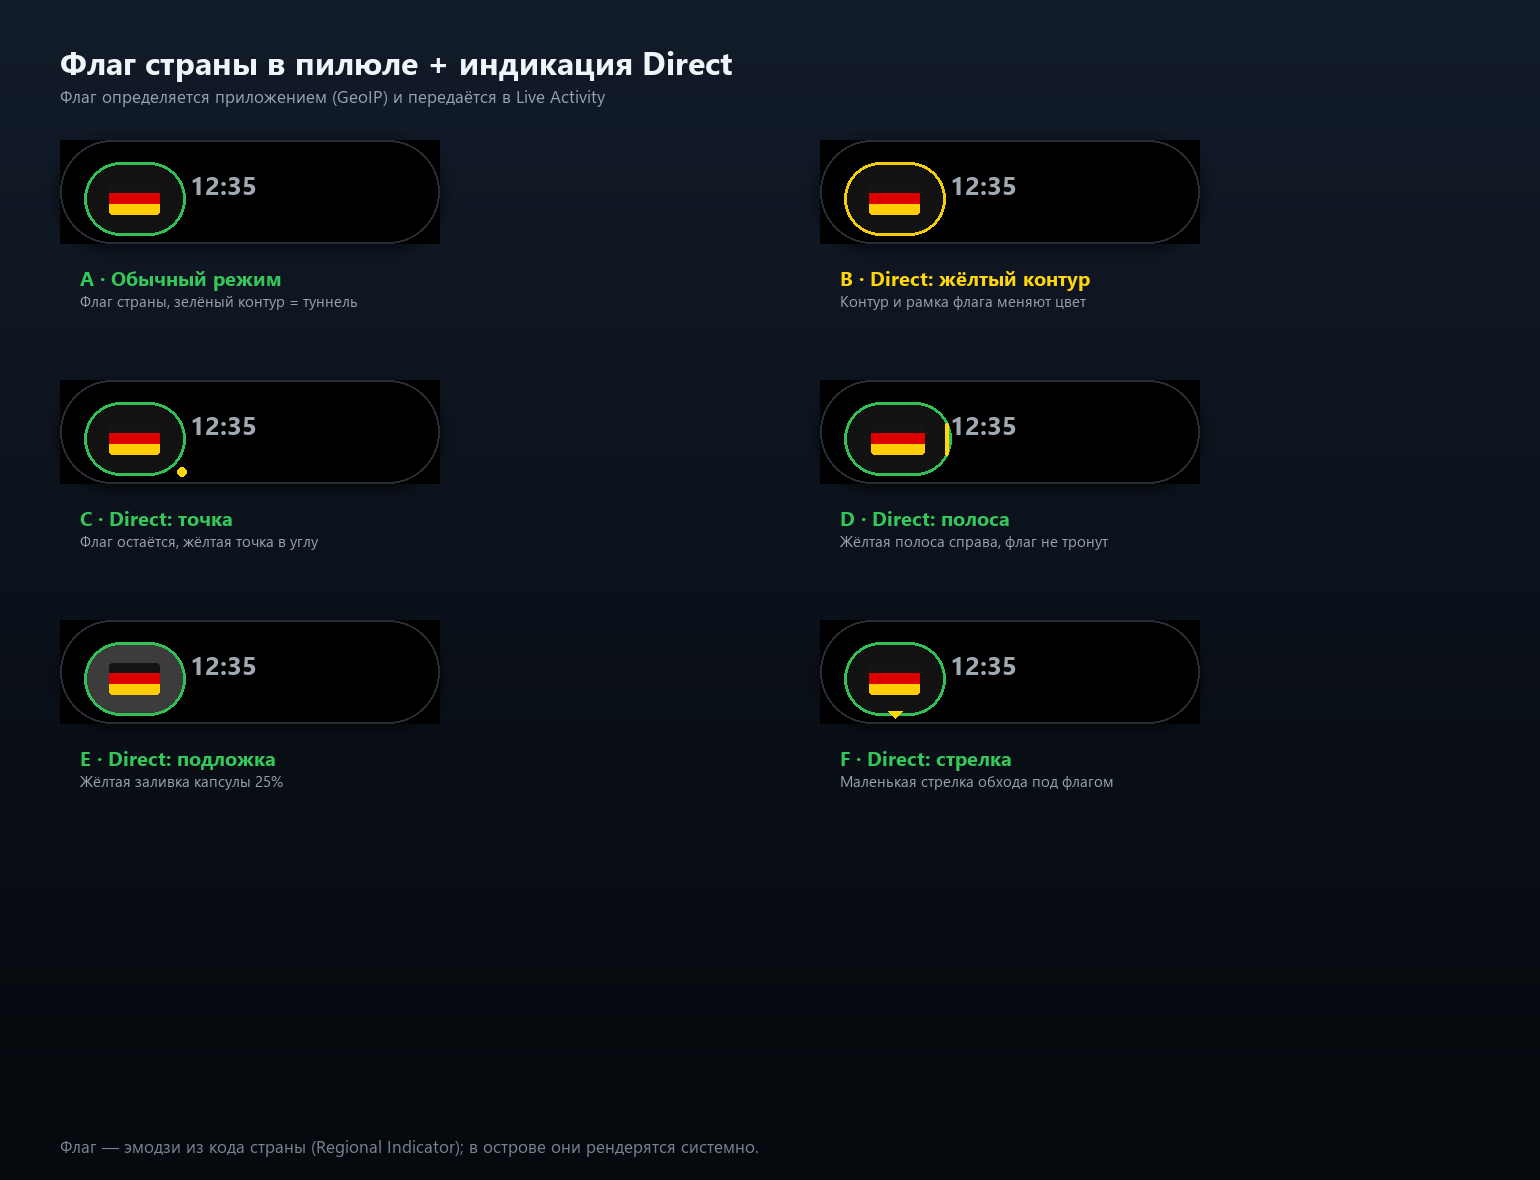 Флаг страны в пилюле + индикация Direct
Флаг определяется приложением (GeoIP) и передаётся в Live Activity
12:35
12:35
A · Обычный режим
B · Direct: жёлтый контур
Флаг страны, зелёный контур = туннель
Контур и рамка флага меняют цвет
12:35
12:35
C · Direct: точка
D · Direct: полоса
Флаг остаётся, жёлтая точка в углу
Жёлтая полоса справа, флаг не тронут
12:35
12:35
E · Direct: подложка
F · Direct: стрелка
Жёлтая заливка капсулы 25%
Маленькая стрелка обхода под флагом
Флаг — эмодзи из кода страны (Regional Indicator); в острове они рендерятся системно.